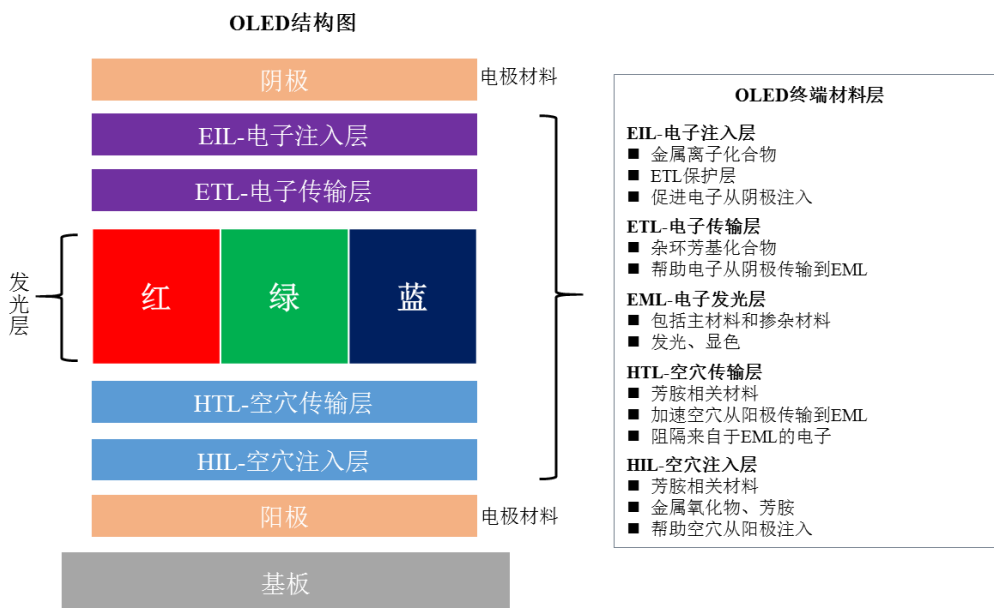 OLED结构图
阴极
电极材料
EIL-电子注入层
ETL-电子传输层
发光层
红
绿
蓝
HTL-空穴传输层
HIL-空穴注入层
阳极
电极材料
基板
OLED终端材料层
EIL-电子注入层
■ 金属离子化合物
■ ETL保护层
■ 促进电子从阴极注入
ETL-电子传输层
■ 杂环芳基化合物
■ 帮助电子从阴极传输到EML
EML-电子发光层
■ 包括主材料和掺杂材料
■ 发光、显色
HTL-空穴传输层
■ 芳胺相关材料
■ 加速空穴从阳极传输到EML
■ 阻隔来自于EML的电子
HIL-空穴注入层
■ 芳胺相关材料
■ 金属氧化物、芳胺
■ 帮助空穴从阳极注入